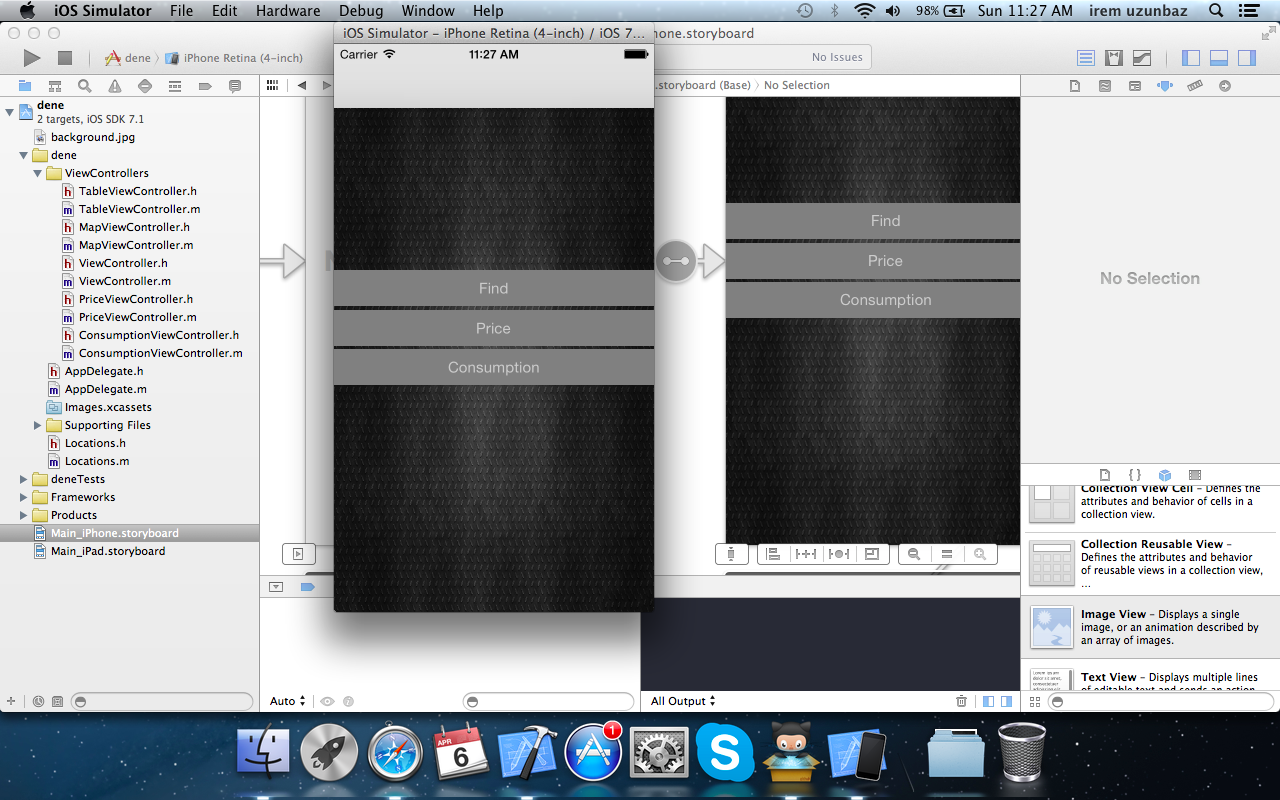 iOS Simulator File Edit Hardware Debug Window Help 98% Sun 11:27 AM irem uzunbaz
iOS Simulator – iPhone Retina (4-inch) / iOS 7...
hone.storyboard
dene iPhone Retina (4-inch)
No Issues
Carrier 11:27 AM
.storyboard (Base) No Selection
dene
2 targets, iOS SDK 7.1
background.jpg
dene
ViewControllers
TableViewController.h
TableViewController.m
MapViewController.h
MapViewController.m
ViewController.h
ViewController.m
PriceViewController.h
PriceViewController.m
ConsumptionViewController.h
ConsumptionViewController.m
AppDelegate.h
AppDelegate.m
Images.xcassets
Supporting Files
Locations.h
Locations.m
deneTests
Frameworks
Products
Main_iPhone.storyboard
Main_iPad.storyboard
Find
Price
Consumption
Find
Price
Consumption
No Selection
Collection View Cell – Defines the
attributes and behavior of cells in a
collection view.
Collection Reusable View –
Defines the attributes and behavior
of reusable views in a collection view,
...
Image View – Displays a single
image, or an animation described by
an array of images.
Text View – Displays multiple lines
of editable text and sends an action
Auto
All Output
APR
6
1